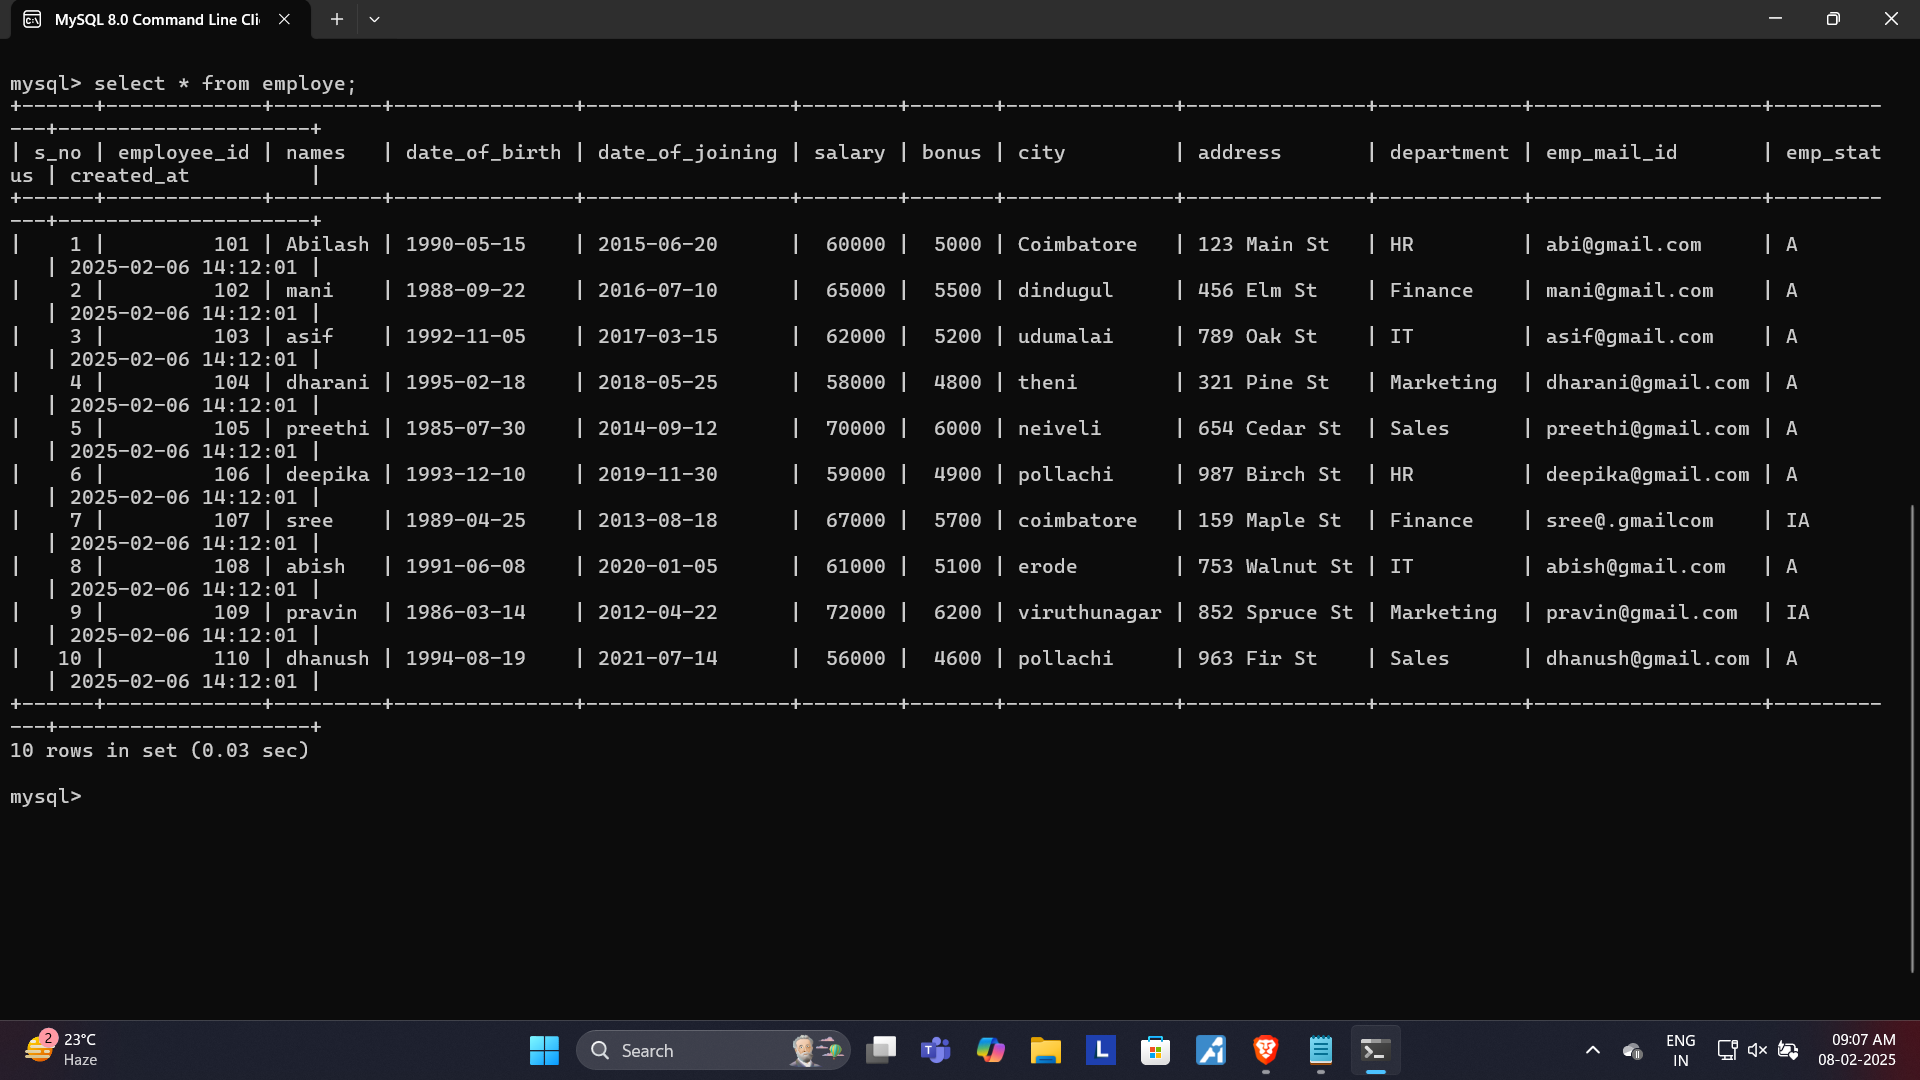 MySQL 8.0 Command Line Cli
mysql> select * from employe;
+------+-------------+---------+---------------+-----------------+--------+-------+--------------+---------------+------------+-------------------+---------
---+---------------------+
| s_no | employee_id | names   | date_of_birth | date_of_joining | salary | bonus | city         | address       | department | emp_mail_id       | emp_stat
us | created_at          |
+------+-------------+---------+---------------+-----------------+--------+-------+--------------+---------------+------------+-------------------+---------
---+---------------------+
|    1 |         101 | Abilash | 1990-05-15    | 2015-06-20      |  60000 |  5000 | Coimbatore   | 123 Main St   | HR         | abi@gmail.com     | A
   | 2025-02-06 14:12:01 |
|    2 |         102 | mani    | 1988-09-22    | 2016-07-10      |  65000 |  5500 | dindugul     | 456 Elm St    | Finance    | mani@gmail.com    | A
   | 2025-02-06 14:12:01 |
|    3 |         103 | asif    | 1992-11-05    | 2017-03-15      |  62000 |  5200 | udumalai     | 789 Oak St    | IT         | asif@gmail.com    | A
   | 2025-02-06 14:12:01 |
|    4 |         104 | dharani | 1995-02-18    | 2018-05-25      |  58000 |  4800 | theni        | 321 Pine St   | Marketing  | dharani@gmail.com | A
   | 2025-02-06 14:12:01 |
|    5 |         105 | preethi | 1985-07-30    | 2014-09-12      |  70000 |  6000 | neiveli      | 654 Cedar St  | Sales      | preethi@gmail.com | A
   | 2025-02-06 14:12:01 |
|    6 |         106 | deepika | 1993-12-10    | 2019-11-30      |  59000 |  4900 | pollachi     | 987 Birch St  | HR         | deepika@gmail.com | A
   | 2025-02-06 14:12:01 |
|    7 |         107 | sree    | 1989-04-25    | 2013-08-18      |  67000 |  5700 | coimbatore   | 159 Maple St  | Finance    | sree@.gmailcom    | IA
   | 2025-02-06 14:12:01 |
|    8 |         108 | abish   | 1991-06-08    | 2020-01-05      |  61000 |  5100 | erode        | 753 Walnut St | IT         | abish@gmail.com   | A
   | 2025-02-06 14:12:01 |
|    9 |         109 | pravin  | 1986-03-14    | 2012-04-22      |  72000 |  6200 | viruthunagar | 852 Spruce St | Marketing  | pravin@gmail.com  | IA
   | 2025-02-06 14:12:01 |
|   10 |         110 | dhanush | 1994-08-19    | 2021-07-14      |  56000 |  4600 | pollachi     | 963 Fir St    | Sales      | dhanush@gmail.com | A
   | 2025-02-06 14:12:01 |
+------+-------------+---------+---------------+-----------------+--------+-------+--------------+---------------+------------+-------------------+---------
---+---------------------+
10 rows in set (0.03 sec)
mysql>
2
23°C
Haze
Search
L
ENG
IN
09:07 AM
08-02-2025